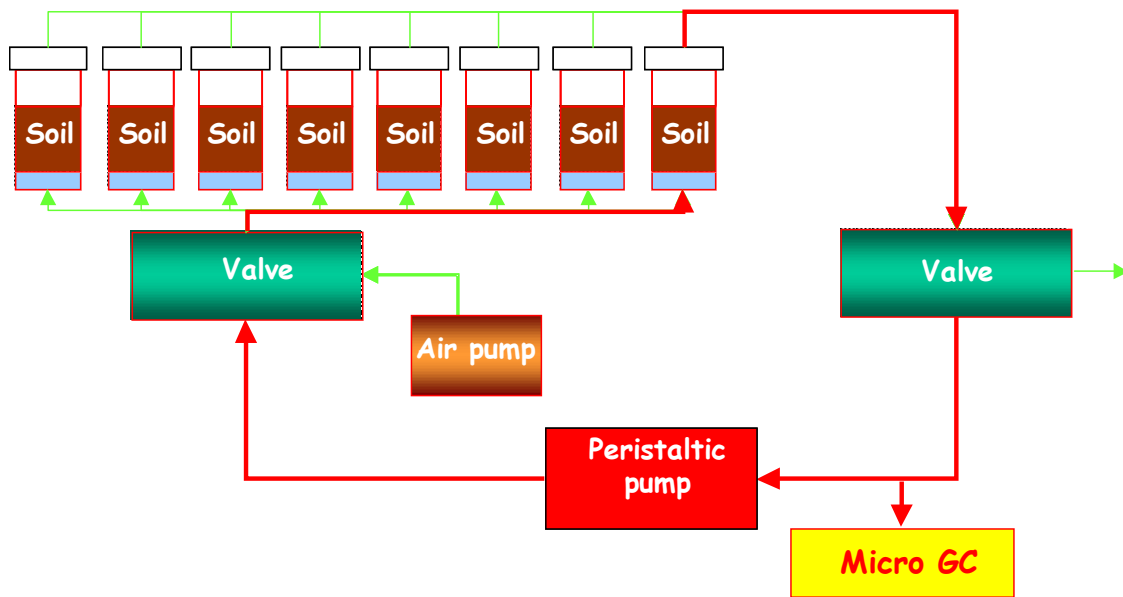 Soil Soil Soil Soil Soil Soil Soil Soil
Valve
Valve
Air pump
Peristaltic
pump
Micro GC